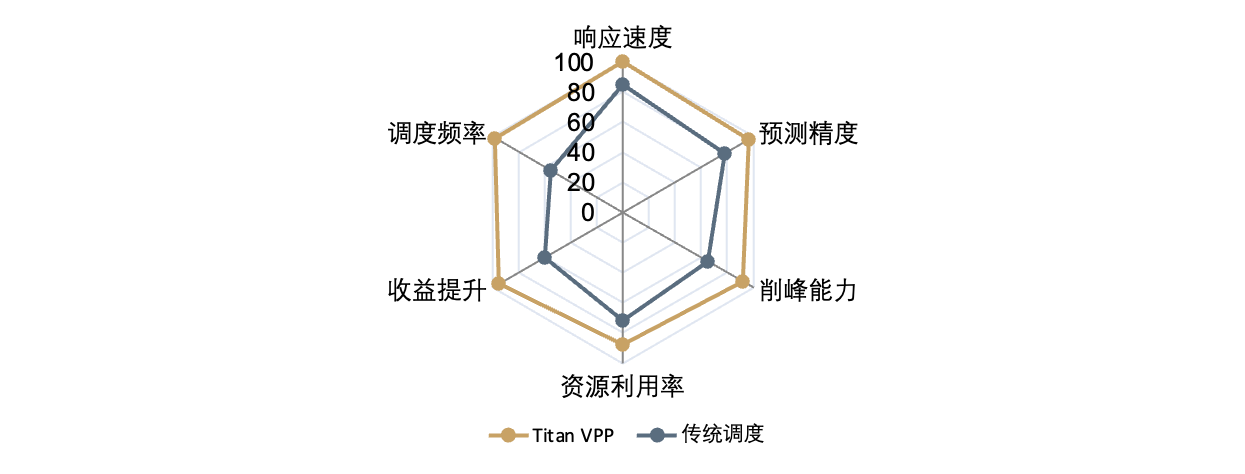 响应速度
100
80
60
40
20
0
调度频率
预测精度
收益提升
削峰能力
资源利用率
Titan VPP
传统调度